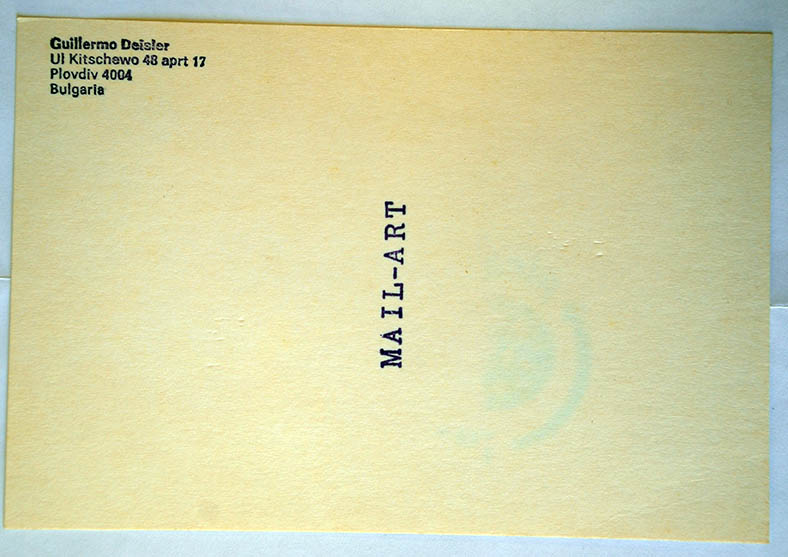 Guillermo Deisler
Ul Kitschewo 48 aprt 17
Plovdiv 4004
Bulgaria
MAIL-ART